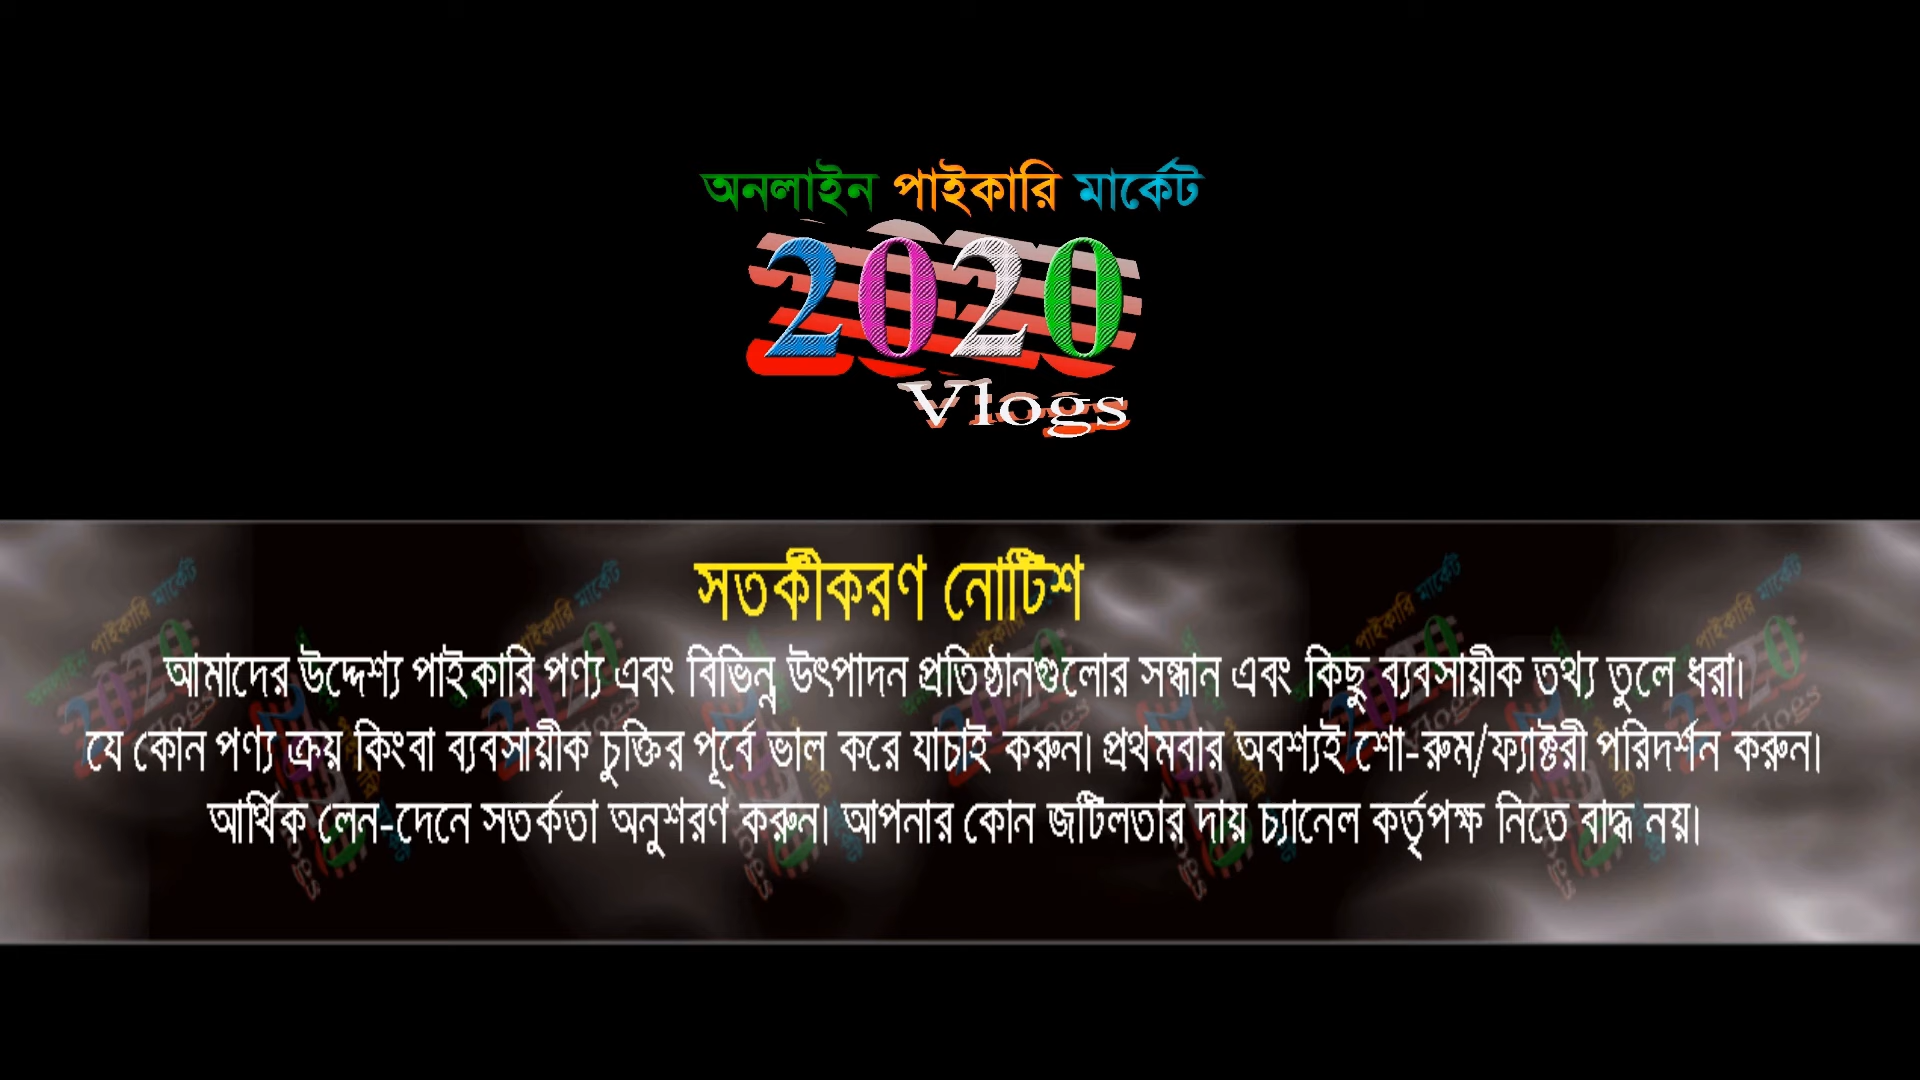 অনলাইন পাইকারি মার্কেট
2020
Vlogs
সতর্কীকরণ নোটিশ
আমাদের উদ্দেশ্য পাইকারি পণ্য এবং বিভিন্ন উৎপাদন প্রতিষ্ঠানগুলোর সন্ধান এবং কিছু ব্যবসায়ীক তথ্য তুলে ধরা।
যে কোন পণ্য ক্রয় কিংবা ব্যবসায়ীক চুক্তির পূর্বে ভাল করে যাচাই করুন। প্রথমবার অবশ্যই শো-রুম/ফ্যাক্টরী পরিদর্শন করুন।
আর্থিক লেন-দেনে সতর্কতা অনুশরণ করুন। আপনার কোন জটিলতার দায় চ্যানেল কর্তৃপক্ষ নিতে বাদ্ধ নয়।